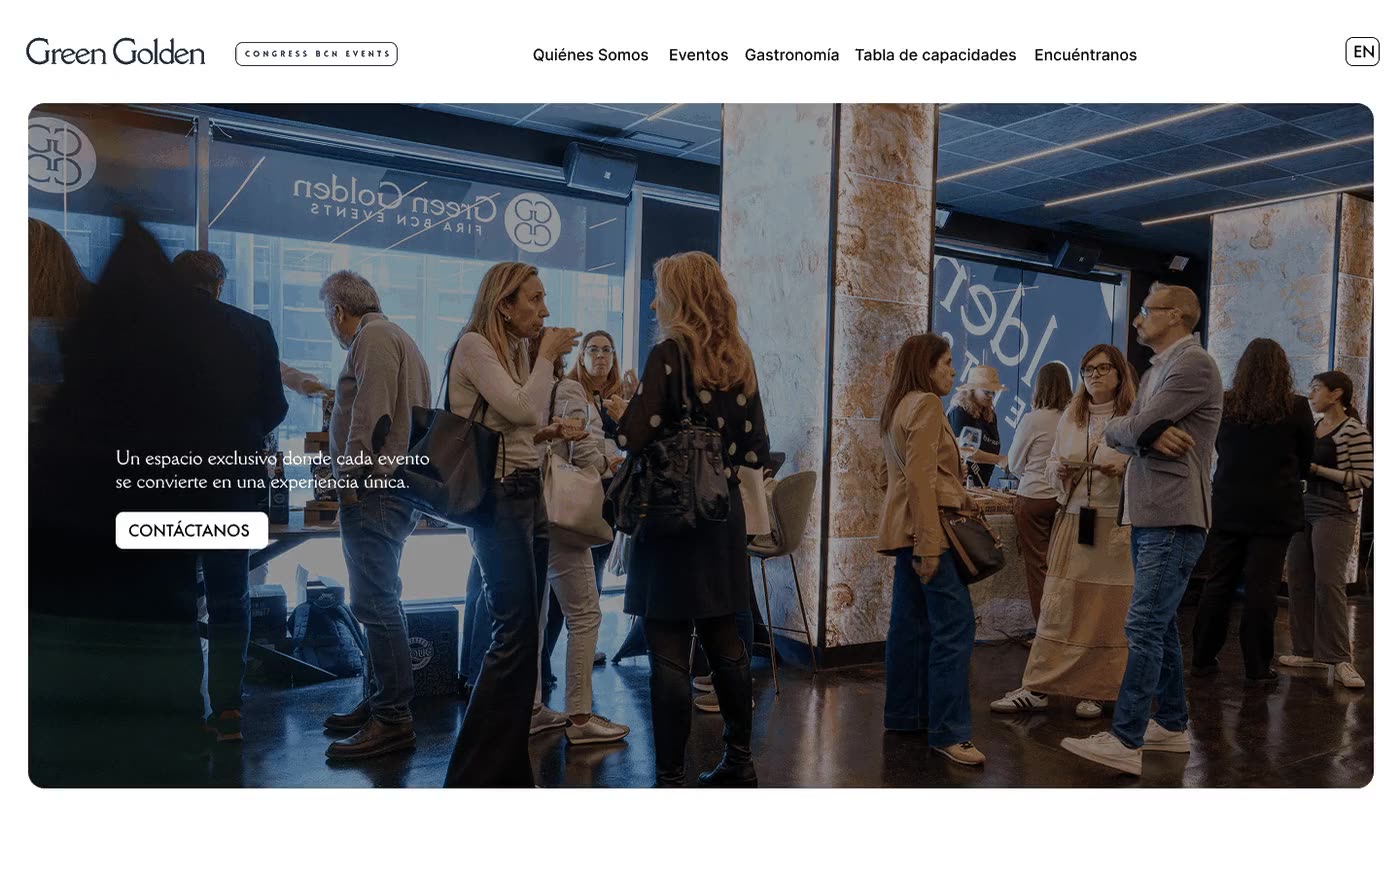 Green Golden
CONGRESS BCN EVENTS
Quiénes Somos
Eventos
Gastronomía
Tabla de capacidades
Encuéntranos
EN
Green Golden
FIRA BCN EVENTS
Un espacio exclusivo donde cada evento
se convierte en una experiencia única.
CONTÁCTANOS